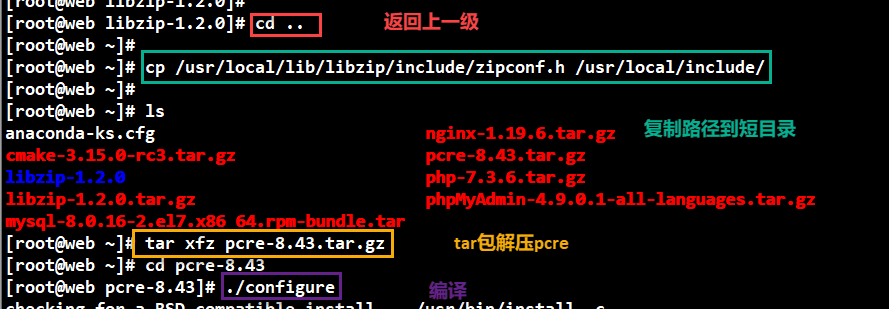 [root@web libzip-1.2.0]#
[root@web libzip-1.2.0]# cd .. 返回上一级
[root@web ~]#
[root@web ~]# cp /usr/local/lib/libzip/include/zipconf.h /usr/local/include/
[root@web ~]#
[root@web ~]# ls
anaconda-ks.cfg nginx-1.19.6.tar.gz 复制路径到短目录
cmake-3.15.0-rc3.tar.gz pcre-8.43.tar.gz
libzip-1.2.0 php-7.3.6.tar.gz
libzip-1.2.0.tar.gz phpMyAdmin-4.9.0.1-all-languages.tar.gz
mysql-8.0.16-2.el7.x86_64.rpm-bundle.tar
[root@web ~]# tar xfz pcre-8.43.tar.gz tar包解压pcre
[root@web ~]# cd pcre-8.43
[root@web pcre-8.43]# ./configure 编译
checking for a BSD-compatible install... /usr/bin/install -c